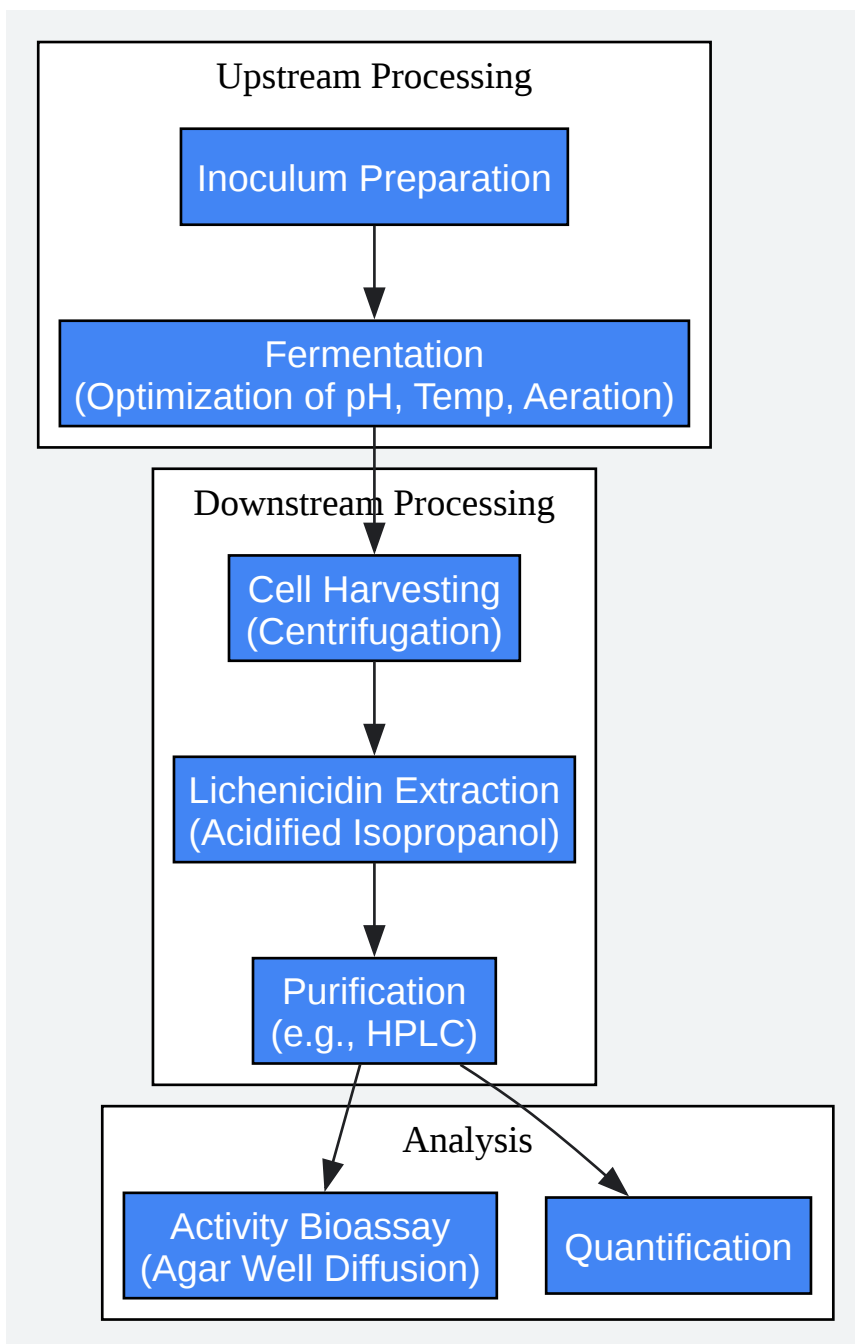 Upstream Processing
Inoculum Preparation
Fermentation
(Optimization of pH, Temp, Aeration)
Downstream Processing
Cell Harvesting
(Centrifugation)
Lichenicidin Extraction
(Acidified Isopropanol)
Purification
(e.g., HPLC)
Analysis
Activity Bioassay
(Agar Well Diffusion)
Quantification